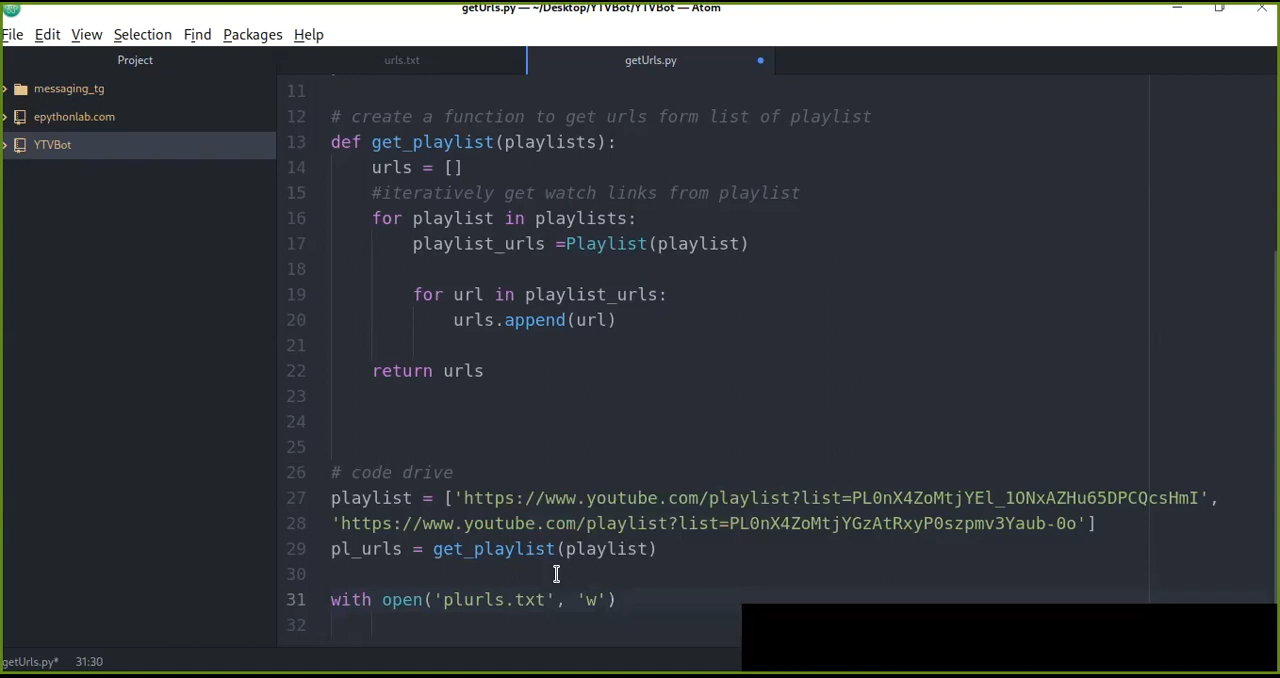 getUrls.py — ~/Desktop/YTVBot/YTVBot — Atom
File Edit View Selection Find Packages Help
Project
urls.txt
getUrls.py
messaging_tg
epythonlab.com
YTVBot
11
12 # create a function to get urls form list of playlist
13 def get_playlist(playlists):
14 urls = []
15 #iteratively get watch links from playlist
16 for playlist in playlists:
17 playlist_urls =Playlist(playlist)
18
19 for url in playlist_urls:
20 urls.append(url)
21
22 return urls
23
24
25
26 # code drive
27 playlist = ['https://www.youtube.com/playlist?list=PL0nX4ZoMtjYEl_1ONxAZHu65DPCQcsHmI',
28 'https://www.youtube.com/playlist?list=PL0nX4ZoMtjYGzAtRxyP0szpmv3Yaub-0o']
29 pl_urls = get_playlist(playlist)
30
31 with open('plurls.txt', 'w')
32
getUrls.py* 31:30